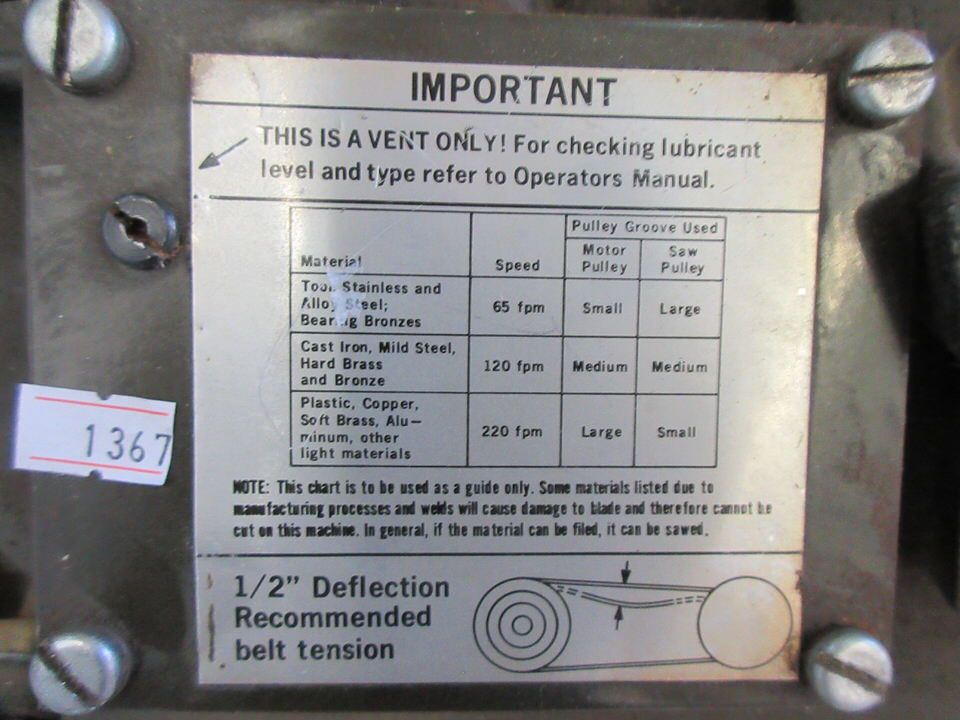 IMPORTANT
THIS IS A VENT ONLY! For checking lubricant
level and type refer to Operators Manual.
Pulley Groove Used
Material
Speed
Motor
Pulley
Saw
Pulley
Tool, Stainless and
Alloy Steel;
Bearing Bronzes
65 fpm
Small
Large
Cast Iron, Mild Steel,
Hard Brass
and Bronze
120 fpm
Medium
Medium
Plastic, Copper,
Soft Brass, Alu-
minum, other
light materials
220 fpm
Large
Small
NOTE: This chart is to be used as a guide only. Some materials listed due to
manufacturing processes and welds will cause damage to blade and therefore cannot be
cut on this machine. In general, if the material can be filed, it can be sawed.
1/2" Deflection
Recommended
belt tension
1367